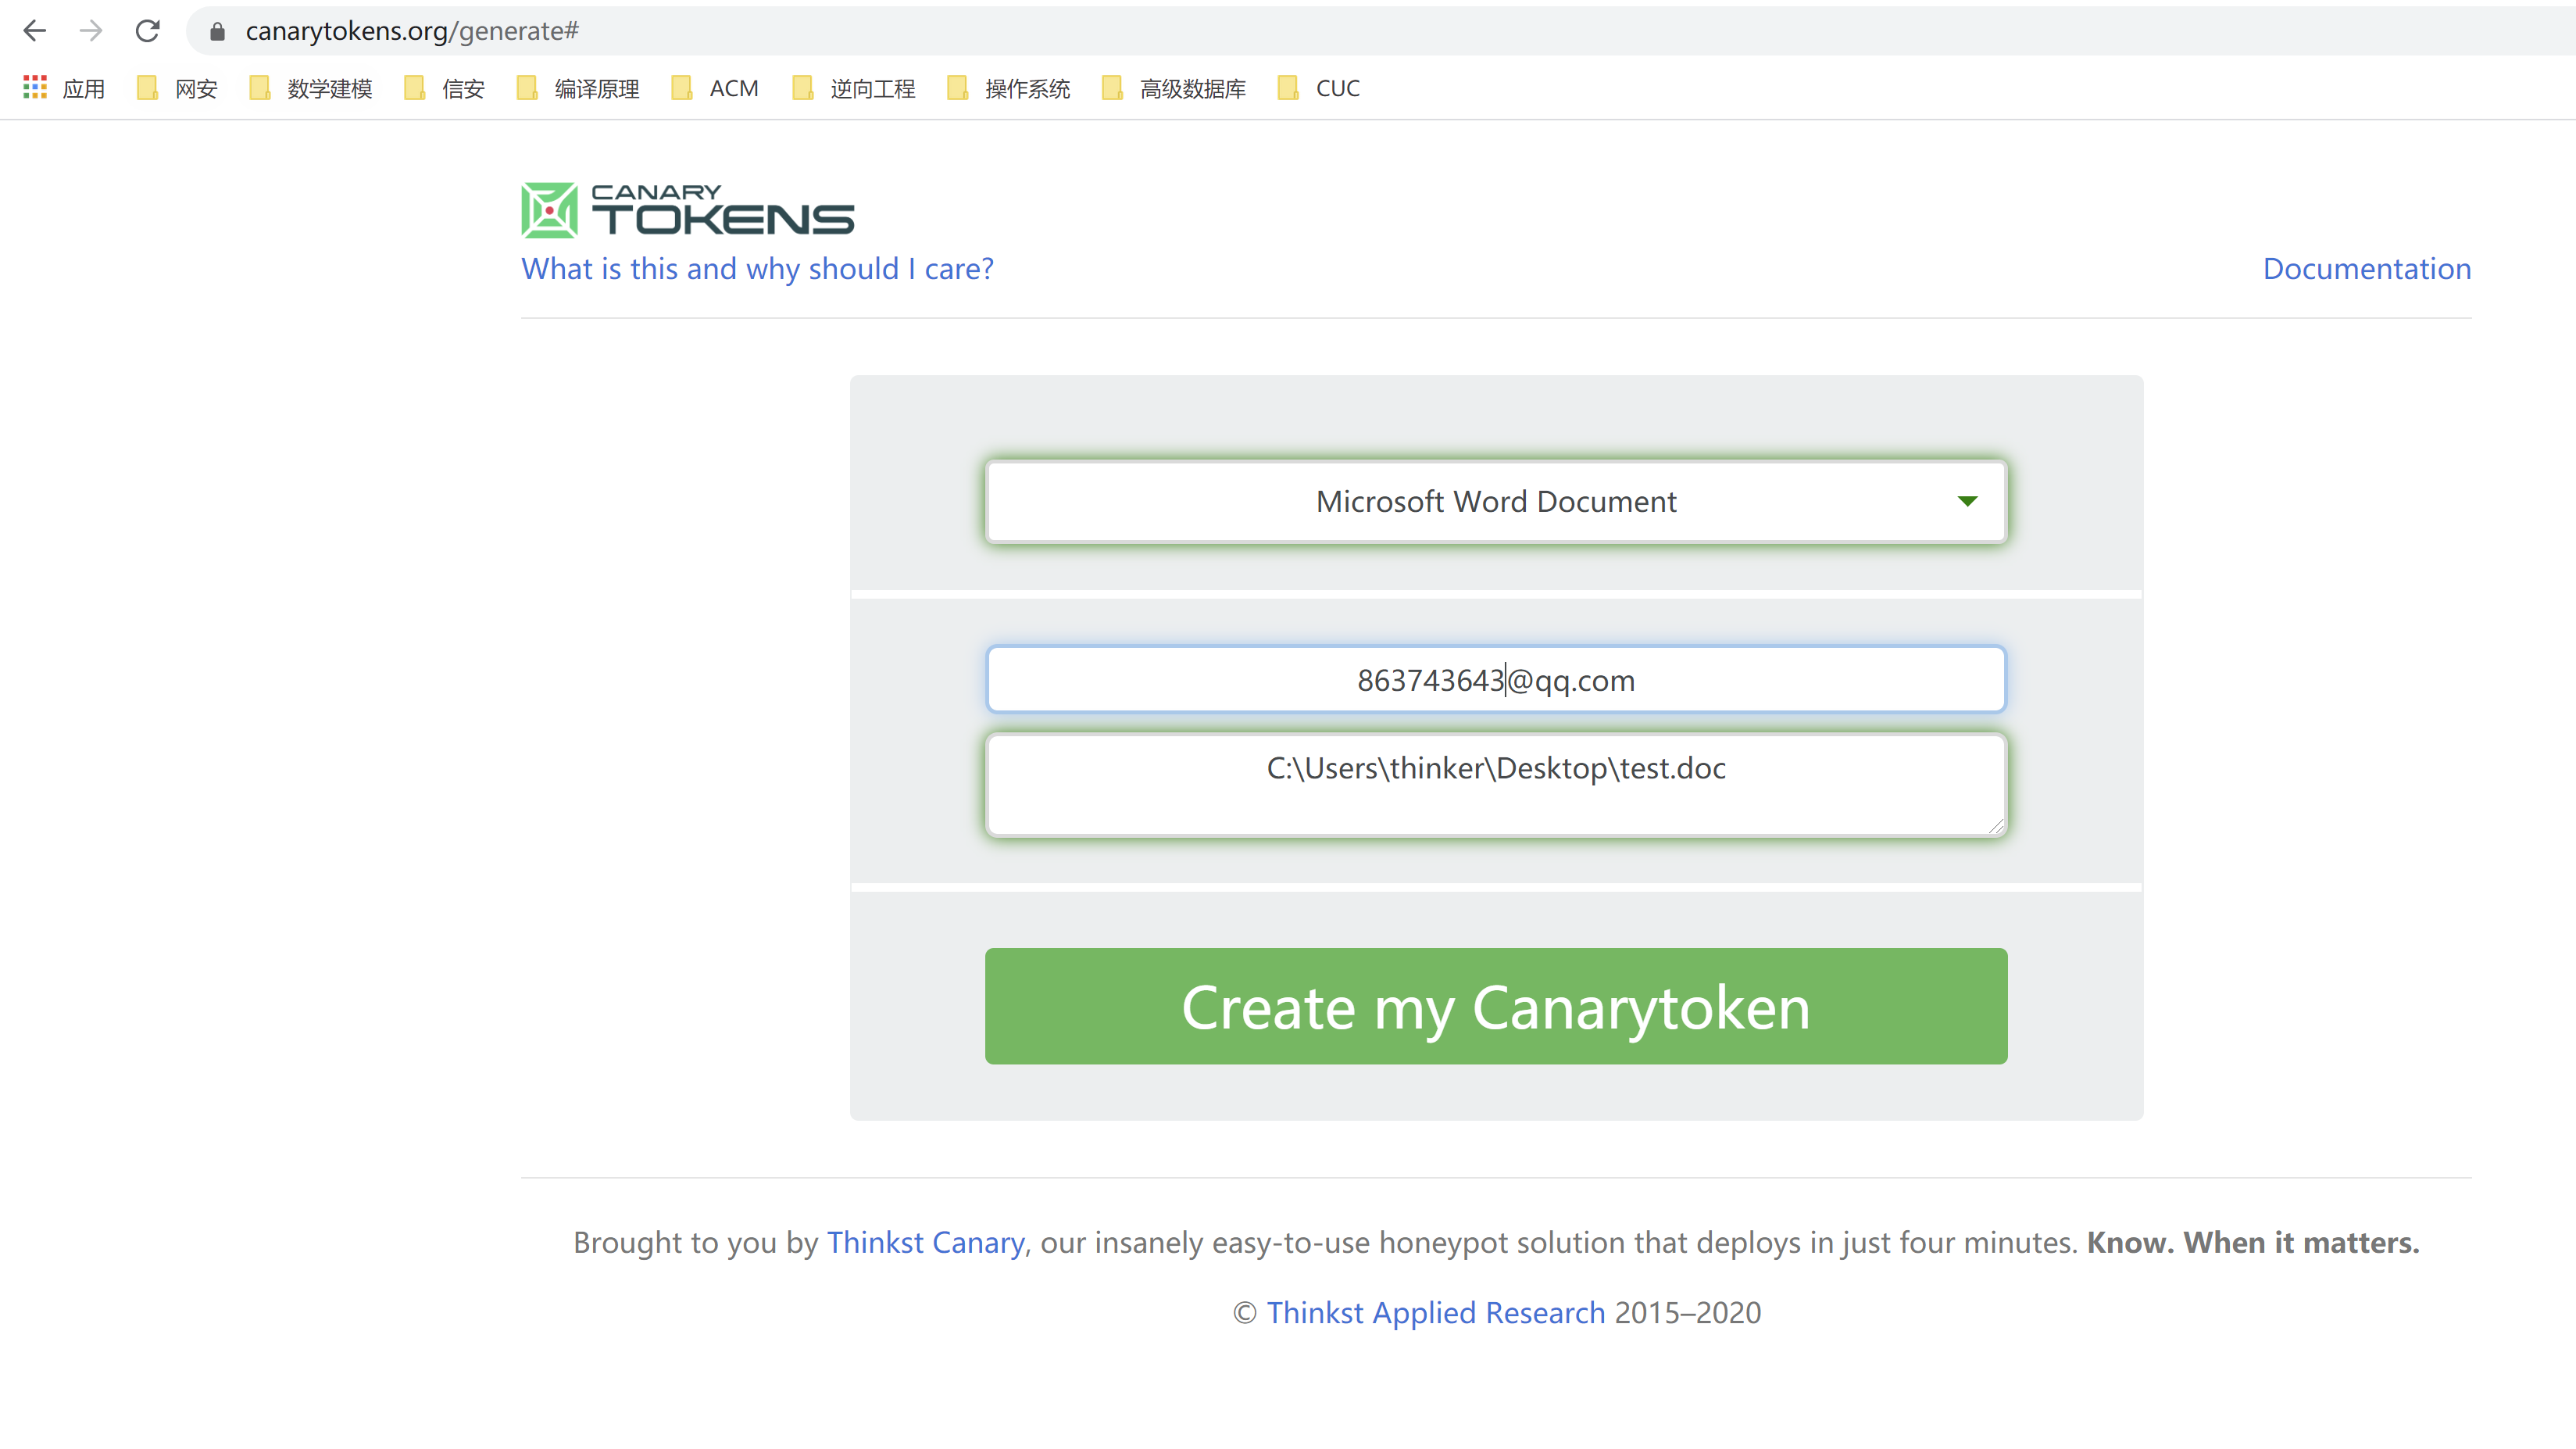 canarytokens.org/generate#
应用 网安 数学建模 信安 编译原理 ACM 逆向工程 操作系统 高级数据库 CUC
CANARY
TOKENS
What is this and why should I care? Documentation
Microsoft Word Document
863743643@qq.com
C:\Users\thinker\Desktop\test.doc
Create my Canarytoken
Brought to you by Thinkst Canary, our insanely easy-to-use honeypot solution that deploys in just four minutes. Know. When it matters.
© Thinkst Applied Research 2015–2020